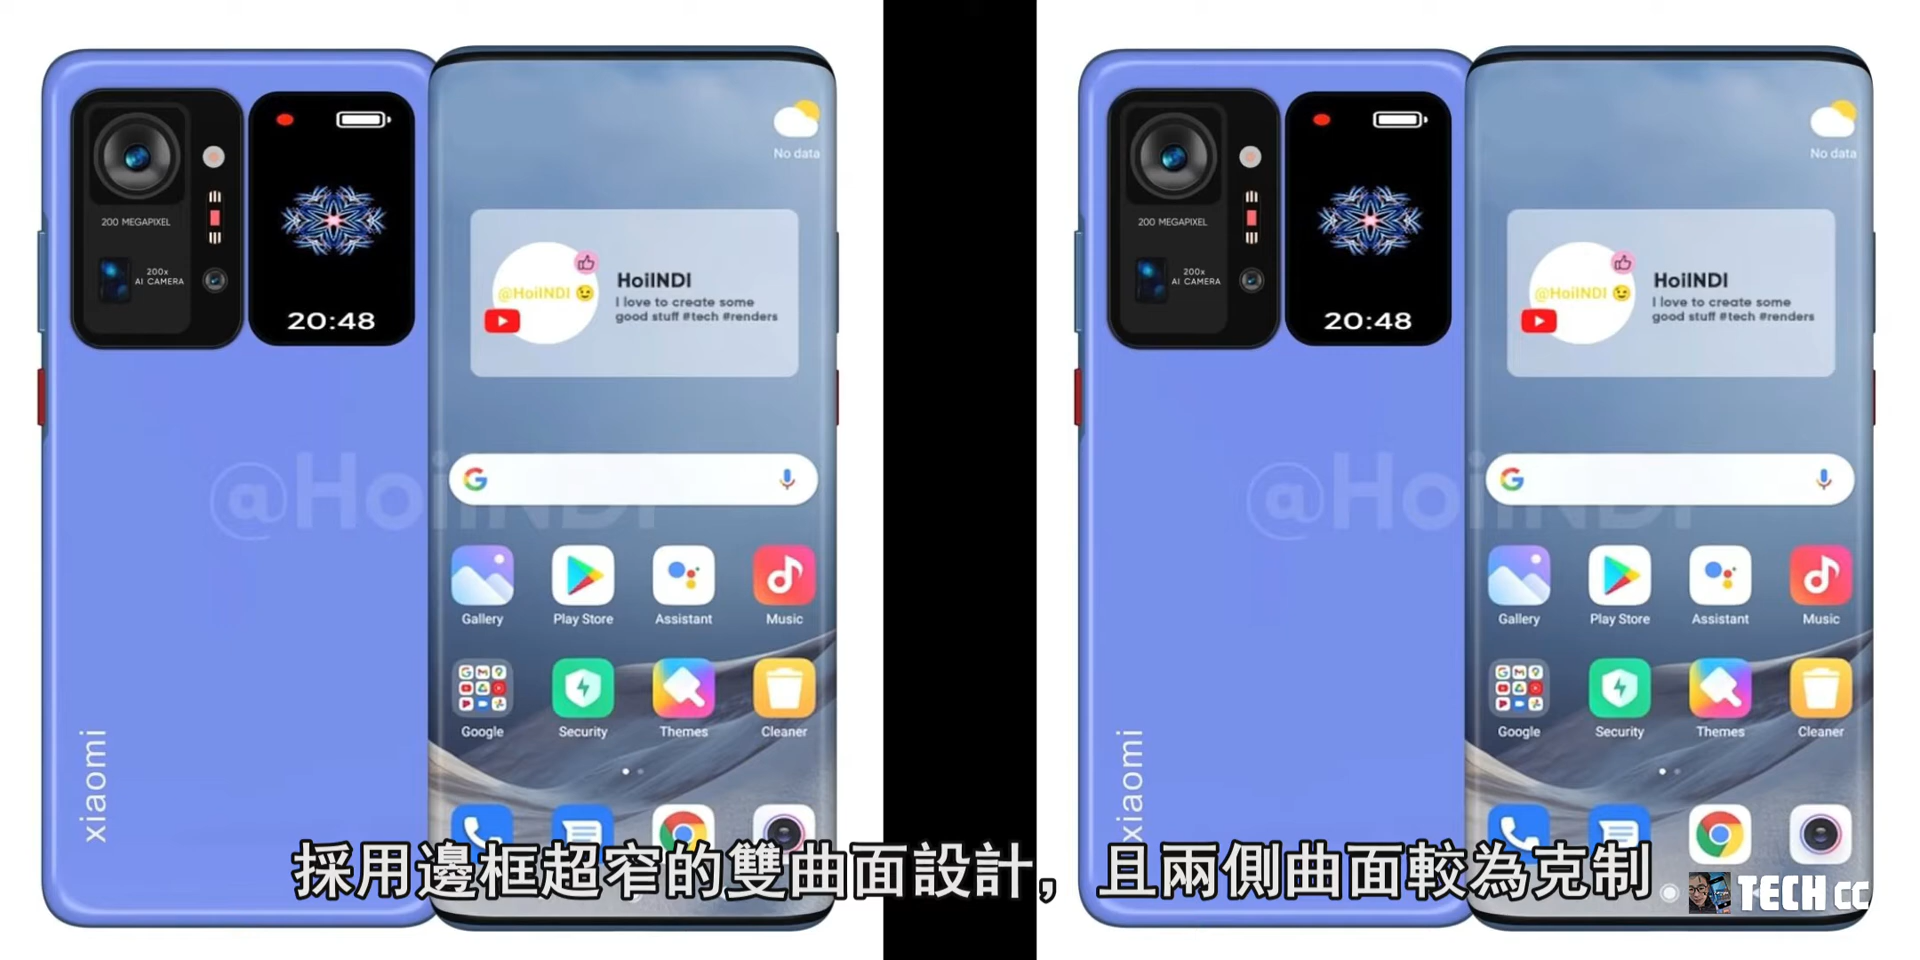 No data
200 MEGAPIXEL
200x
AI CAMERA
20:48
@HoiINDI
HoiINDI
I love to create some
good stuff #tech #renders
@HoiINDI
Gallery
Play Store
Assistant
Music
Google
Security
Themes
Cleaner
xiaomi
No data
200 MEGAPIXEL
200x
AI CAMERA
20:48
@HoiINDI
HoiINDI
I love to create some
good stuff #tech #renders
@HoiINDI
Gallery
Play Store
Assistant
Music
Google
Security
Themes
Cleaner
xiaomi
採用邊框超窄的雙曲面設計，且兩側曲面較為克制
TECH CC